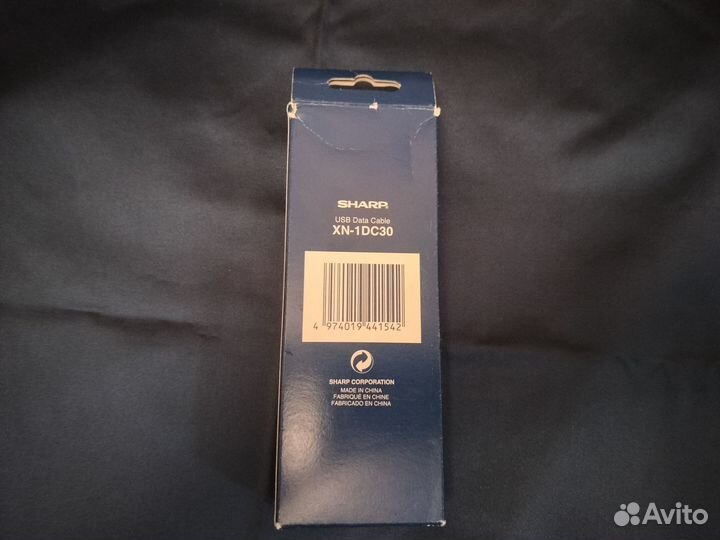 SHARP
USB Data Cable
XN-1DC30
4 974019 441542
SHARP CORPORATION
MADE IN CHINA
FABRIQUÉ EN CHINE
FABRICADO EN CHINA
Avito